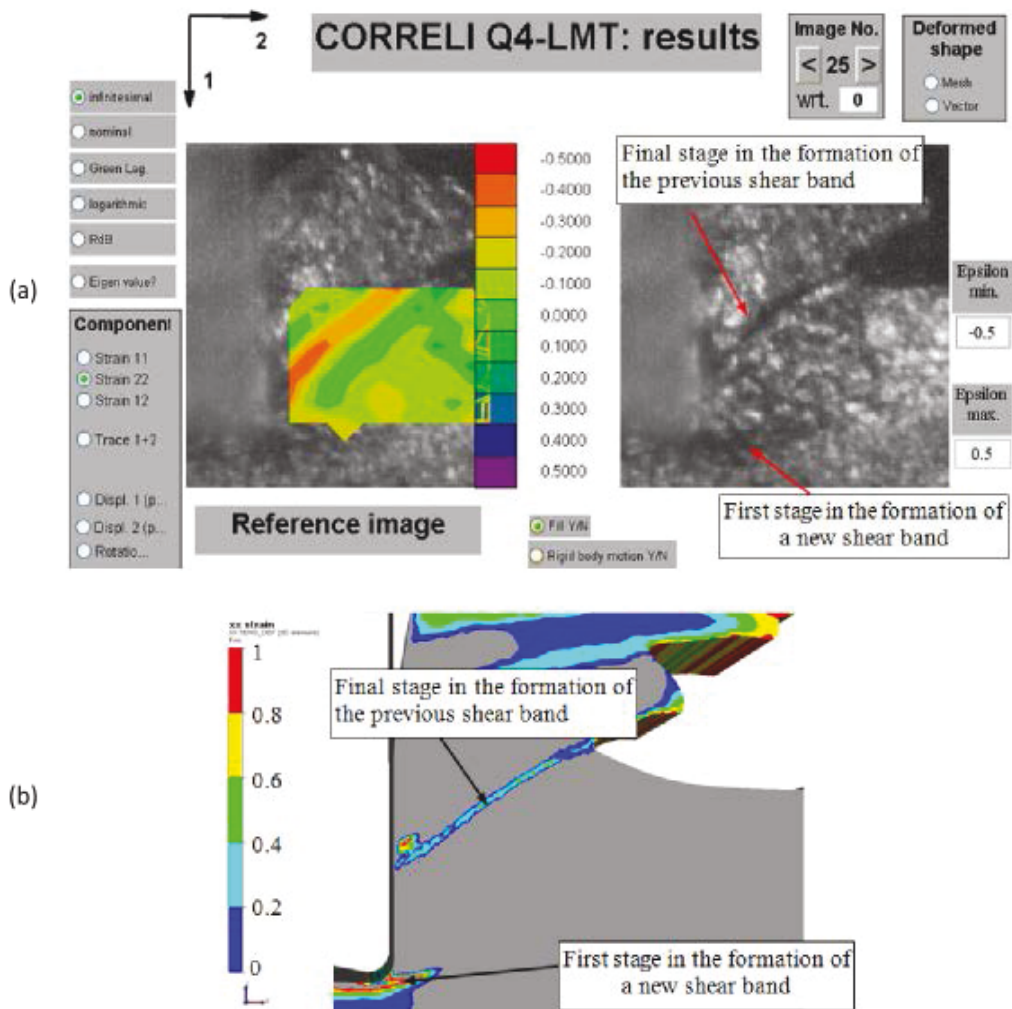 2
1
CORRELI Q4-LMT: results
Image No.
< 25 >
wrt. 0
Deformed
shape
Mesh
Vector
infinitesimal
nominal
Green Lag.
logarithmic
RdB
Eigen value?
Component
Strain 11
Strain 22
Strain 12
Trace 1+2
Displ. 1 (p...
Displ. 2 (p...
Rotatio...
(a)
-0.5000
-0.4000
-0.3000
-0.2000
-0.1000
0.0000
0.1000
0.2000
0.3000
0.4000
0.5000
Final stage in the formation of
the previous shear band
Epsilon
min.
-0.5
Epsilon
max.
0.5
First stage in the formation of
a new shear band
Reference image
Fill Y/N
Rigid body motion Y/N
(b)
xx strain
1
0.8
0.6
0.4
0.2
0
Final stage in the formation of
the previous shear band
First stage in the formation of
a new shear band